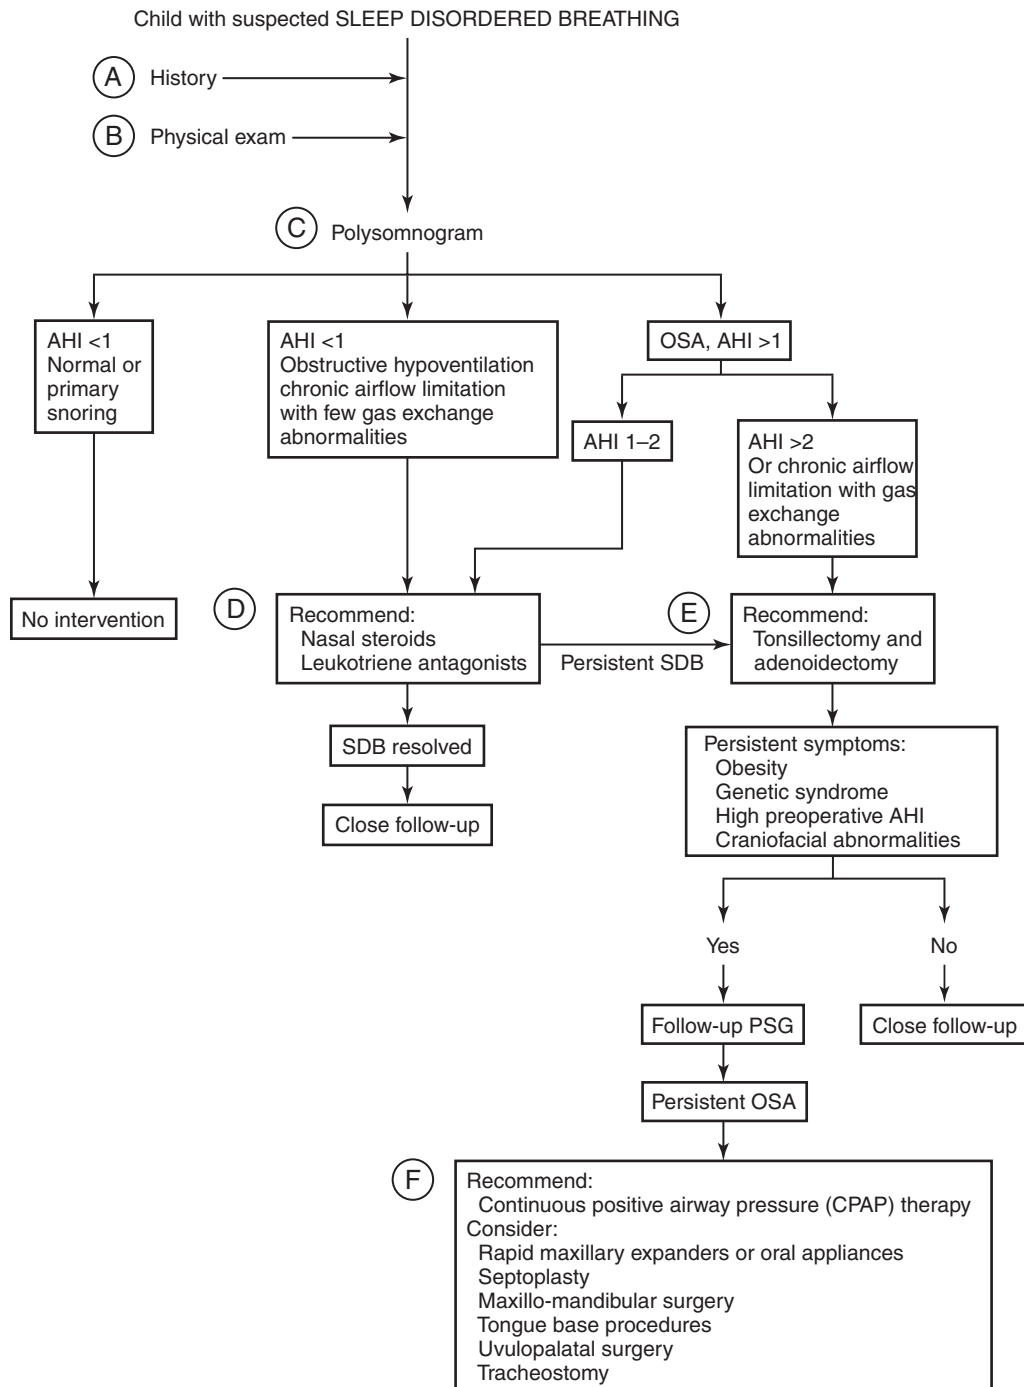 Child with suspected SLEEP DISORDERED BREATHING
A History
B Physical exam
C Polysomnogram
AHI <1
Normal or
primary
snoring
AHI <1
Obstructive hypoventilation
chronic airflow limitation
with few gas exchange
abnormalities
OSA, AHI >1
AHI 1–2
AHI >2
Or chronic airflow
limitation with gas
exchange
abnormalities
No intervention
D
Recommend:
Nasal steroids
Leukotriene antagonists
Persistent SDB
E
Recommend:
Tonsillectomy and
adenoidectomy
SDB resolved
Close follow-up
Persistent symptoms:
Obesity
Genetic syndrome
High preoperative AHI
Craniofacial abnormalities
Yes
No
Follow-up PSG
Close follow-up
Persistent OSA
F
Recommend:
Continuous positive airway pressure (CPAP) therapy
Consider:
Rapid maxillary expanders or oral appliances
Septoplasty
Maxillo-mandibular surgery
Tongue base procedures
Uvulopalatal surgery
Tracheostomy